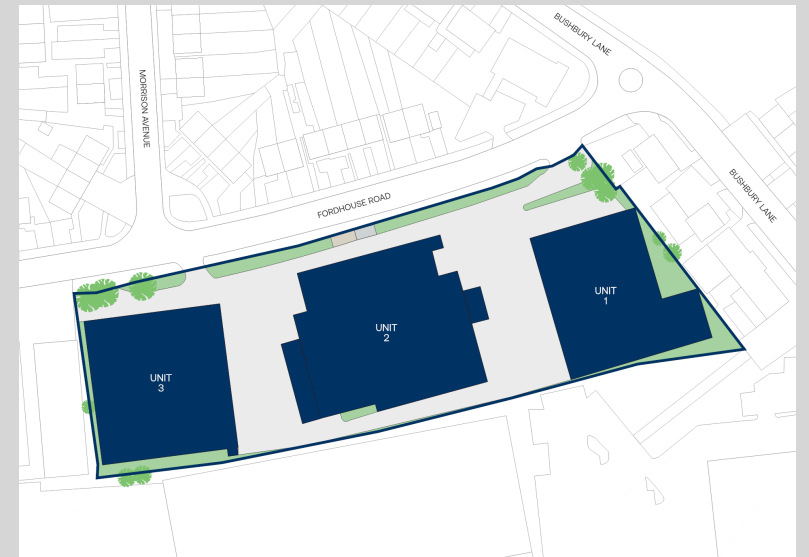 BUSHBURY LANE
MORRISON AVENUE
BUSHBURY LANE
FORDHOUSE ROAD
UNIT
1
UNIT
2
UNIT
3